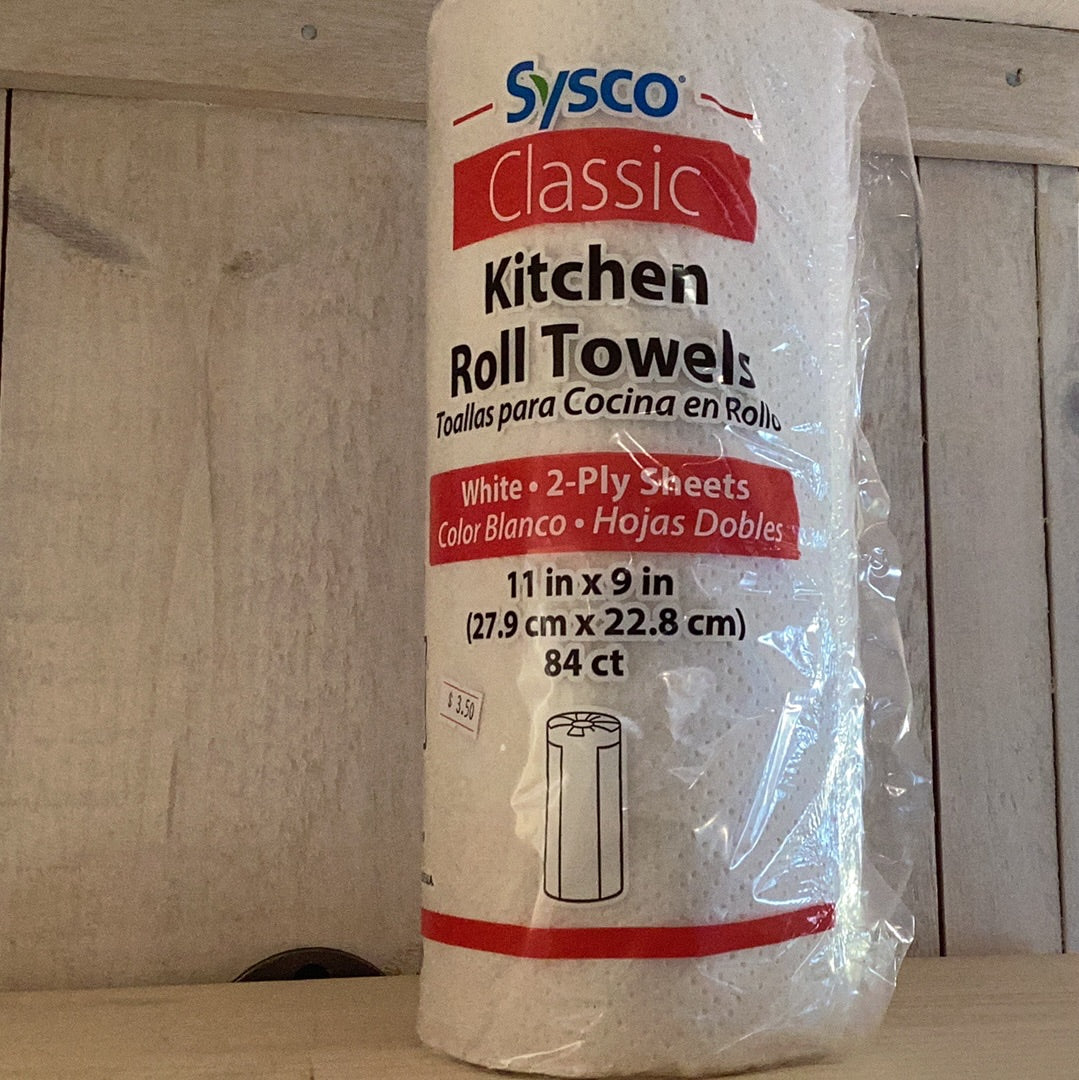 Sysco
Classic
Kitchen
Roll Towels
Toallas para Cocina en Rollo
White • 2-Ply Sheets
Color Blanco • Hojas Dobles
11 in x 9 in
(27.9 cm x 22.8 cm)
84 ct
$ 3.50